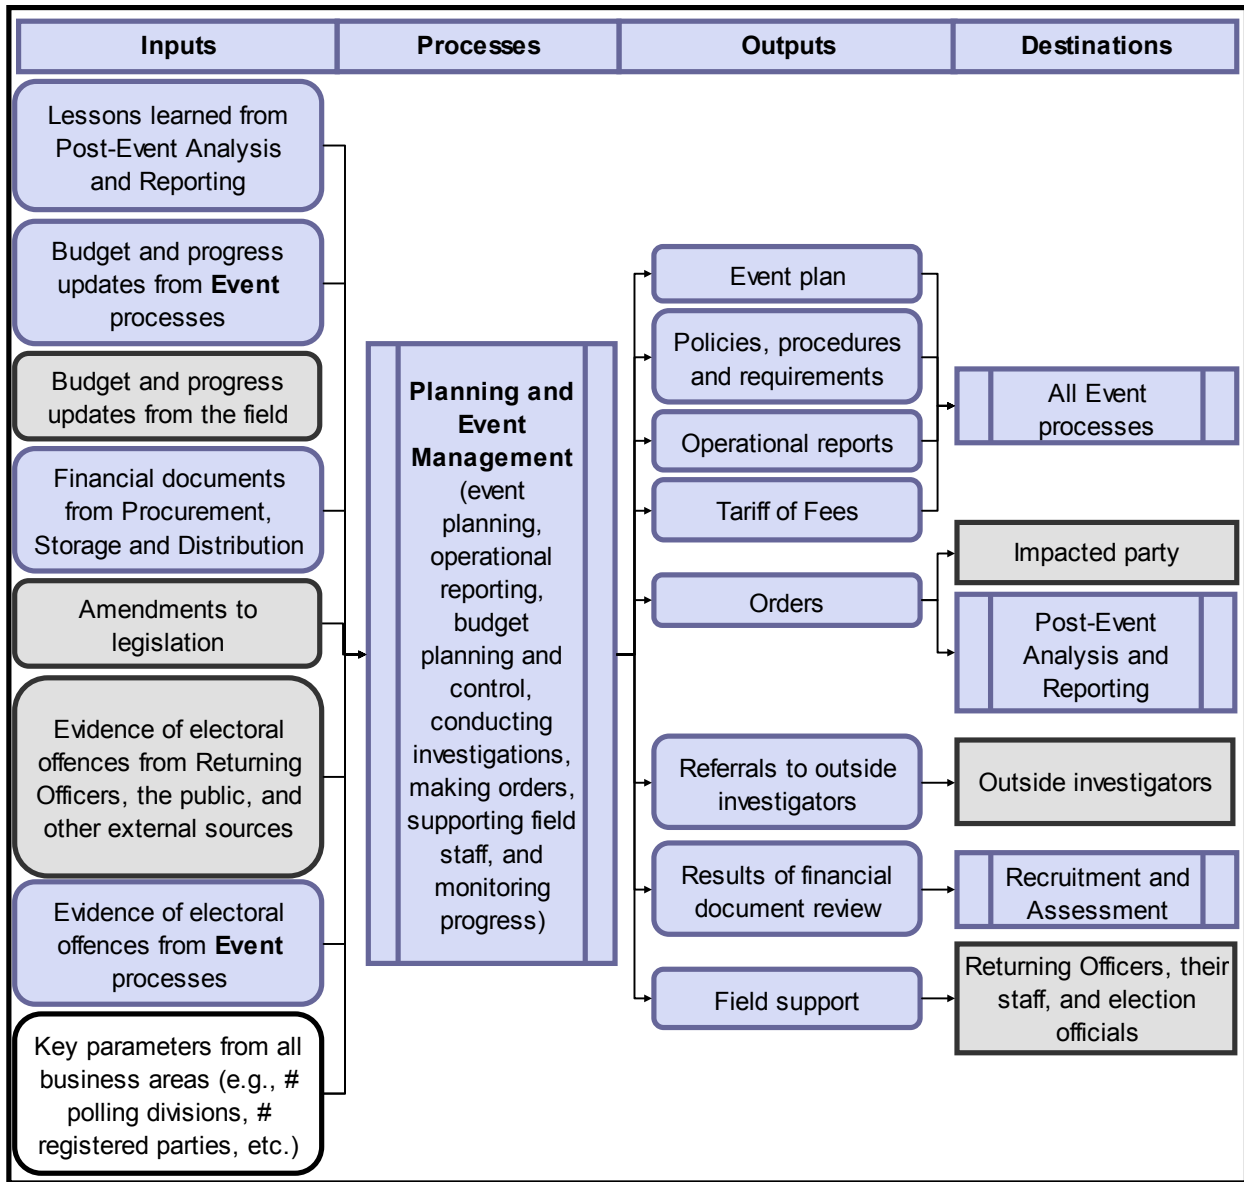 Inputs
Processes
Outputs
Destinations
Lessons learned from
Post-Event Analysis
and Reporting
Budget and progress
updates from Event
processes
Budget and progress
updates from the field
Financial documents
from Procurement,
Storage and Distribution
Amendments to
legislation
Evidence of electoral
offences from Returning
Officers, the public, and
other external sources
Evidence of electoral
offences from Event
processes
Key parameters from all
business areas (e.g., #
polling divisions, #
registered parties, etc.)
Planning and
Event
Management
(event
planning,
operational
reporting,
budget
planning and
control,
conducting
investigations,
making orders,
supporting field
staff, and
monitoring
progress)
Event plan
Policies, procedures
and requirements
Operational reports
Tariff of Fees
Orders
Referrals to outside
investigators
Results of financial
document review
Field support
All Event
processes
Impacted party
Post-Event
Analysis and
Reporting
Outside investigators
Recruitment and
Assessment
Returning Officers, their
staff, and election
officials